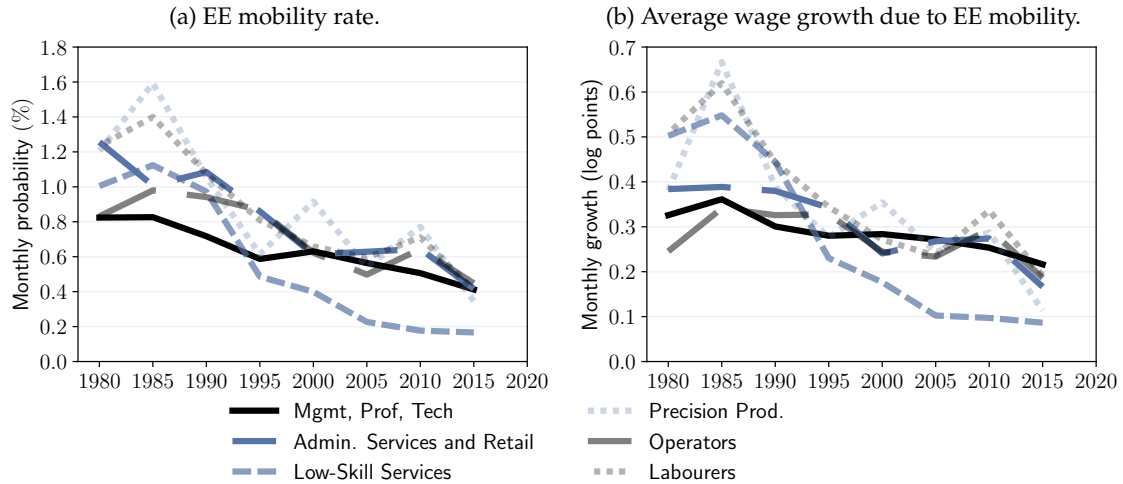 (a) EE mobility rate.
(b) Average wage growth due to EE mobility.
Monthly probability (%)
1.8
1.6
1.4
1.2
1.0
0.8
0.6
0.4
0.2
0.0
1980 1985 1990 1995 2000 2005 2010 2015 2020
Monthly growth (log points)
0.7
0.6
0.5
0.4
0.3
0.2
0.1
0.0
1980 1985 1990 1995 2000 2005 2010 2015 2020
Mgmt, Prof, Tech
Admin. Services and Retail
Low-Skill Services
Precision Prod.
Operators
Labourers